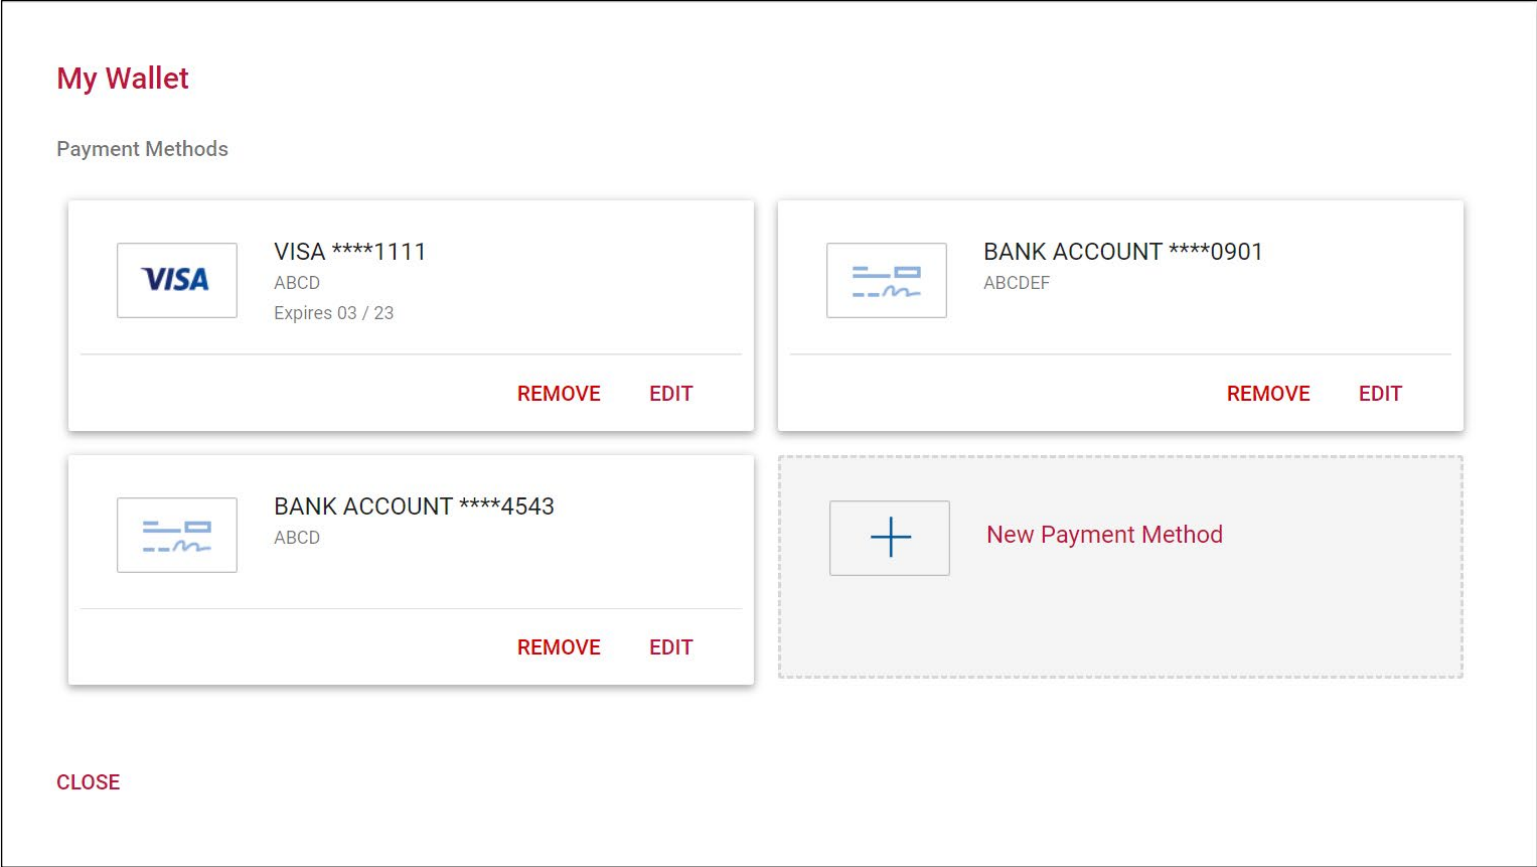 My Wallet
Payment Methods
VISA
VISA ****1111
ABCD
Expires 03 / 23
REMOVE EDIT
BANK ACCOUNT ****0901
ABCDEF
REMOVE EDIT
BANK ACCOUNT ****4543
ABCD
REMOVE EDIT
New Payment Method
CLOSE